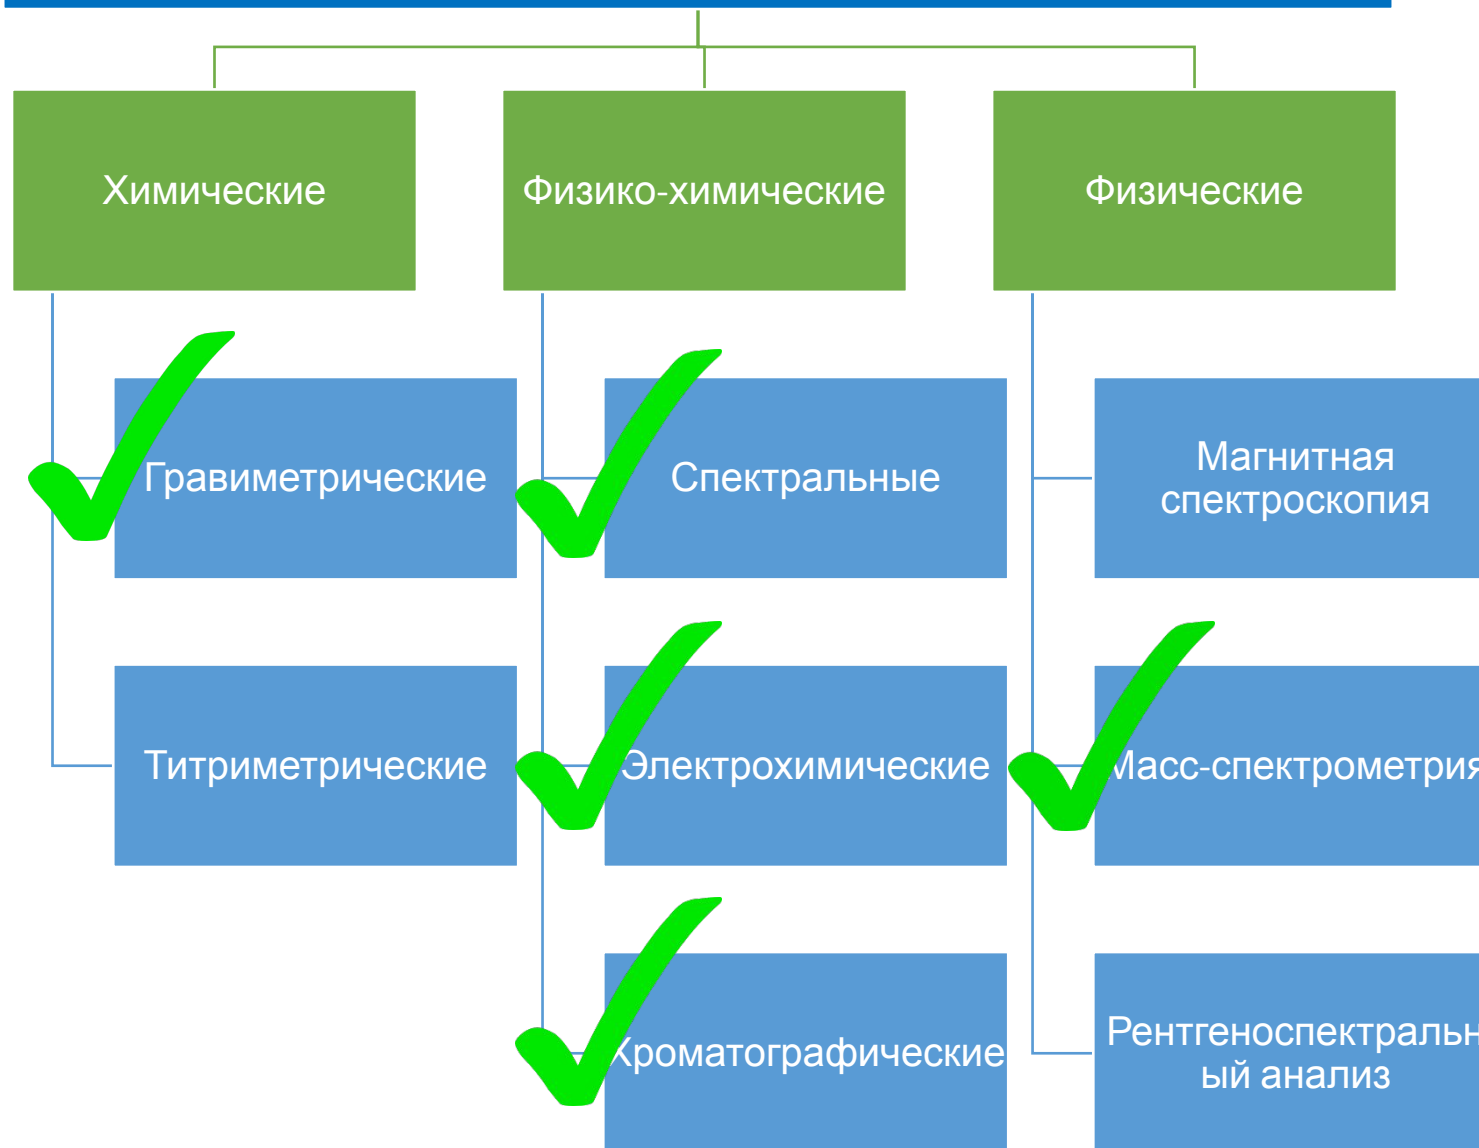 Химические
Физико-химические
Физические
Гравиметрические
Спектральные
Магнитная
спектроскопия
Титриметрические
Электрохимические
Масс-спектрометрия
Хроматографические
Рентгеноспектральн
ый анализ